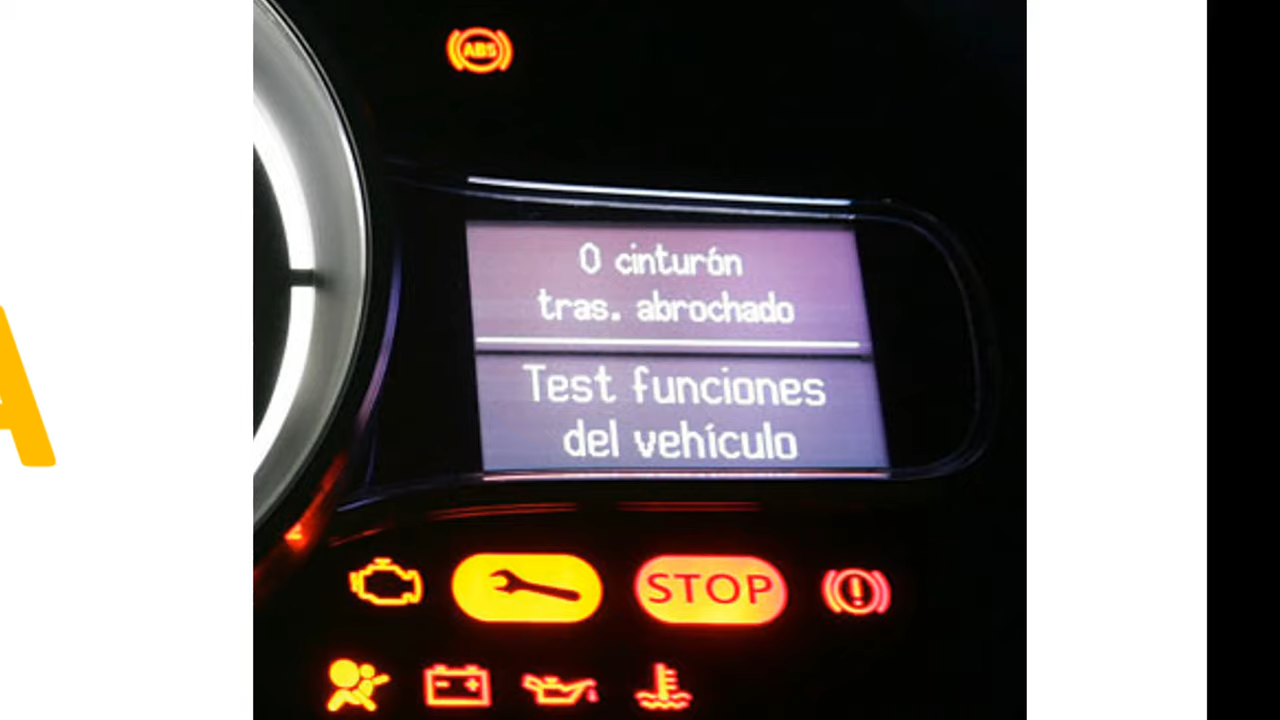 A
ABS
0 cinturón
tras. abrochado
Test funciones
del vehículo
STOP